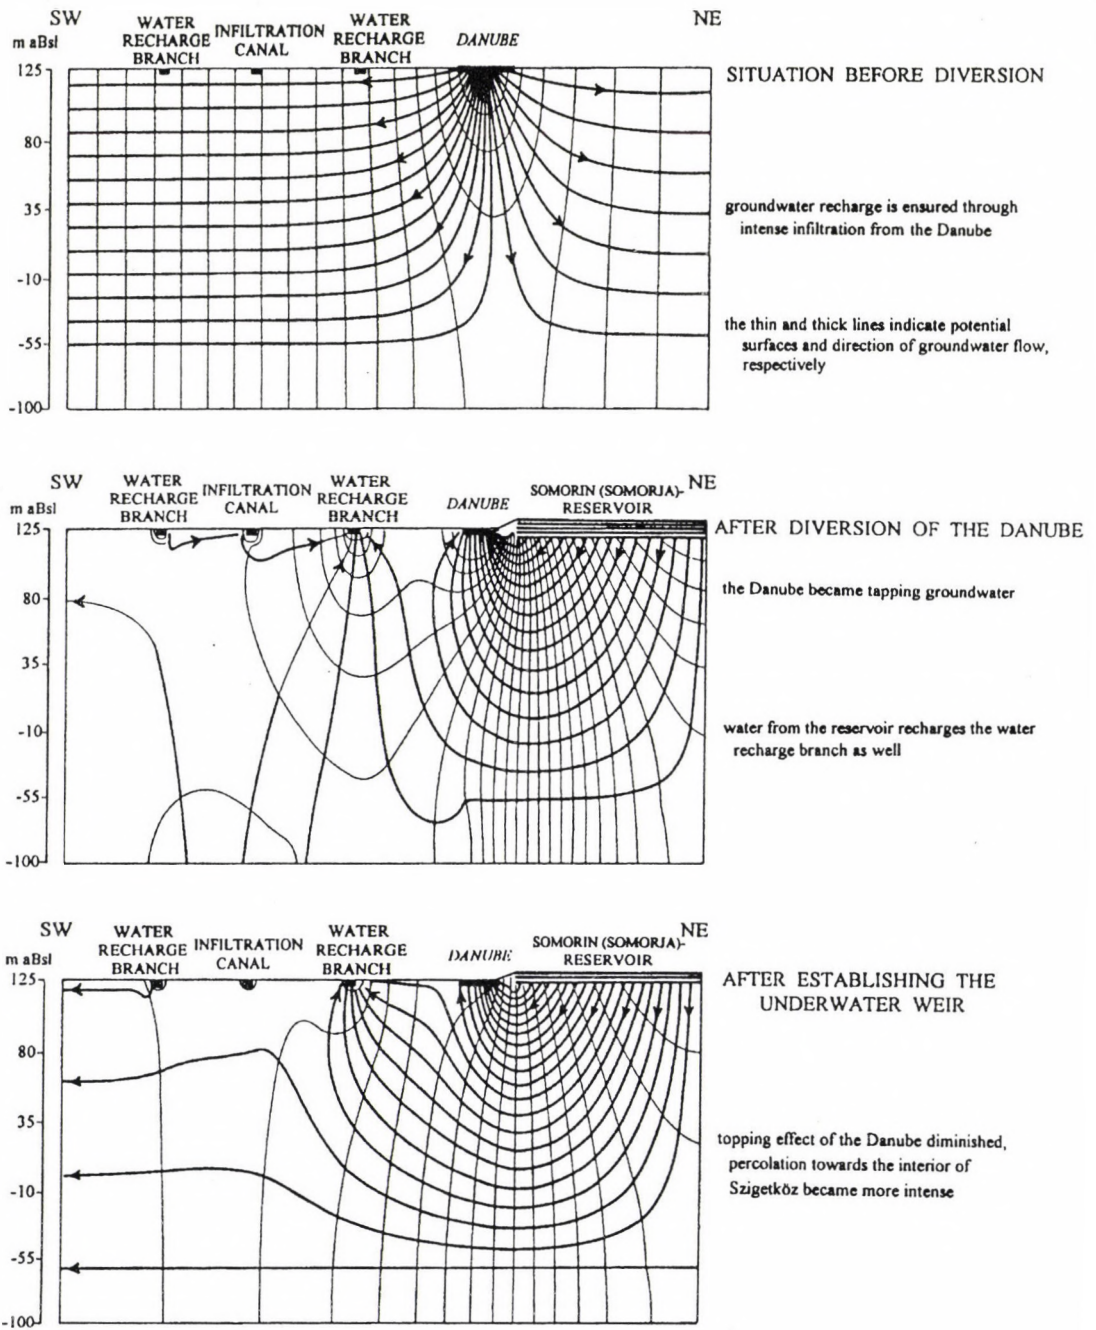 SW
NE
WATER
RECHARGE
BRANCH
INFILTRATION
CANAL
WATER
RECHARGE
BRANCH
DANUBE
m aBsl
125
80
35
-10
-55
-100
SITUATION BEFORE DIVERSION
groundwater recharge is ensured through
intense infiltration from the Danube
the thin and thick lines indicate potential
surfaces and direction of groundwater flow,
respectively
SW
NE
WATER
RECHARGE
BRANCH
INFILTRATION
CANAL
WATER
RECHARGE
BRANCH
DANUBE
SOMORIN (SOMORJA)-
RESERVOIR
m aBsl
125
80
35
-10
-55
-100
AFTER DIVERSION OF THE DANUBE
the Danube became tapping groundwater
water from the reservoir recharges the water
recharge branch as well
SW
NE
WATER
RECHARGE
BRANCH
INFILTRATION
CANAL
WATER
RECHARGE
BRANCH
DANUBE
SOMORIN (SOMORJA)-
RESERVOIR
m aBsl
125
80
35
-10
-55
-100
AFTER ESTABLISHING THE
UNDERWATER WEIR
topping effect of the Danube diminished,
percolation towards the interior of
Szigetköz became more intense